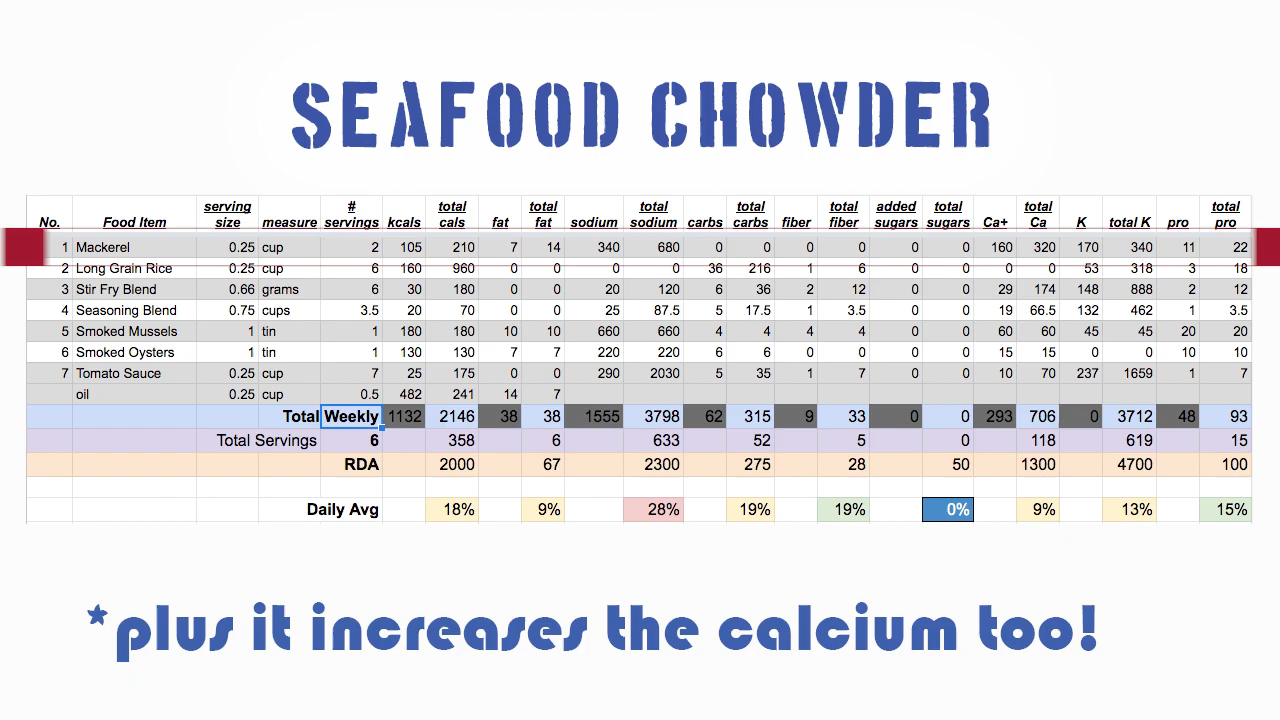 SEAFOOD CHOWDER
No. Food Item serving size measure # servings kcals total cals fat total fat sodium total sodium carbs total carbs fiber total fiber added sugars total sugars Ca+ total Ca K total K pro total pro
1 Mackerel 0.25 cup 2 105 210 7 14 340 680 0 0 0 0 0 0 160 320 170 340 11 22
2 Long Grain Rice 0.25 cup 6 160 960 0 0 0 0 36 216 1 6 0 0 0 0 53 318 3 18
3 Stir Fry Blend 0.66 grams 6 30 180 0 0 20 120 6 36 2 12 0 0 29 174 148 888 2 12
4 Seasoning Blend 0.75 cups 3.5 20 70 0 0 25 87.5 5 17.5 1 3.5 0 0 19 66.5 132 462 1 3.5
5 Smoked Mussels 1 tin 1 180 180 10 10 660 660 4 4 4 4 0 0 60 60 45 45 20 20
6 Smoked Oysters 1 tin 1 130 130 7 7 220 220 6 6 0 0 0 0 15 15 0 0 10 10
7 Tomato Sauce 0.25 cup 7 25 175 0 0 290 2030 5 35 1 7 0 0 10 70 237 1659 1 7
oil 0.25 cup 0.5 482 241 14 7
Total Weekly 1132 2146 38 38 1555 3798 62 315 9 33 0 0 293 706 0 3712 48 93
Total Servings 6 358 6 633 52 5 0 118 619 15
RDA 2000 67 2300 275 28 50 1300 4700 100
Daily Avg 18% 9% 28% 19% 19% 0% 9% 13% 15%
*plus it increases the calcium too!